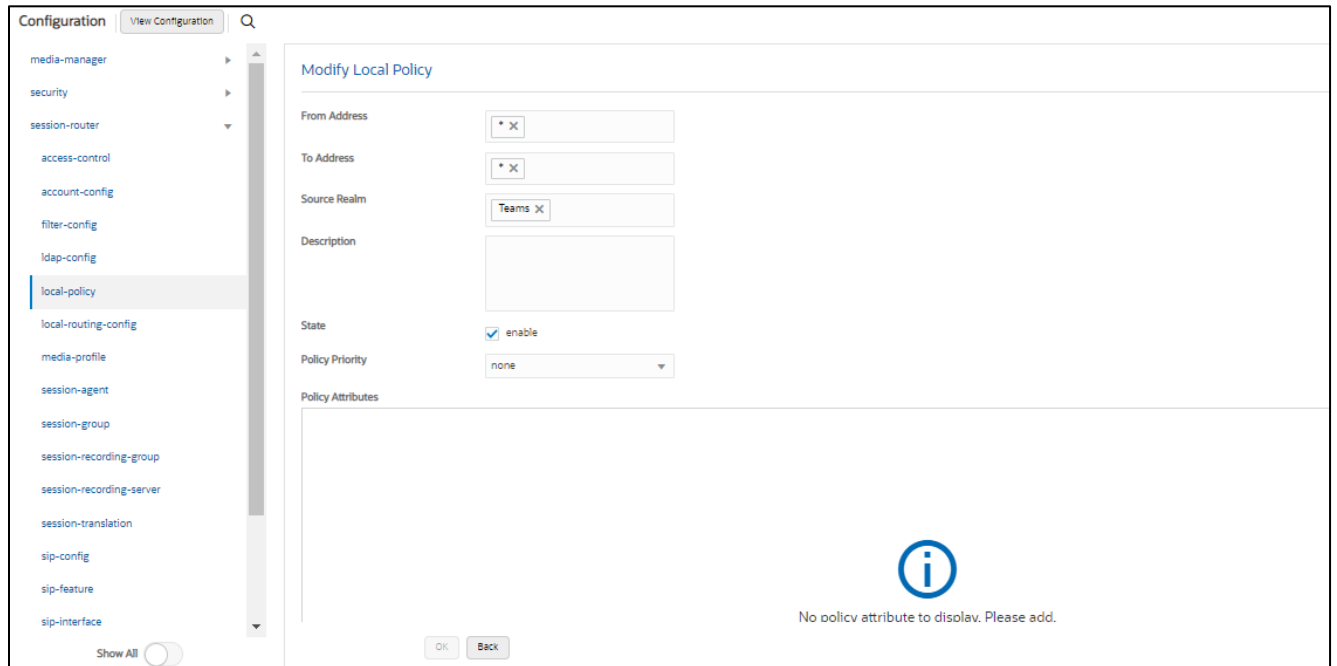 Configuration View Configuration
media-manager
security
session-router
access-control
account-config
filter-config
ldap-config
local-policy
local-routing-config
media-profile
session-agent
session-group
session-recording-group
session-recording-server
session-translation
sip-config
sip-feature
sip-interface
Show All
Modify Local Policy
From Address
*
To Address
*
Source Realm
Teams
Description
State
enable
Policy Priority
none
Policy Attributes
No policy attribute to display. Please add.
OK Back